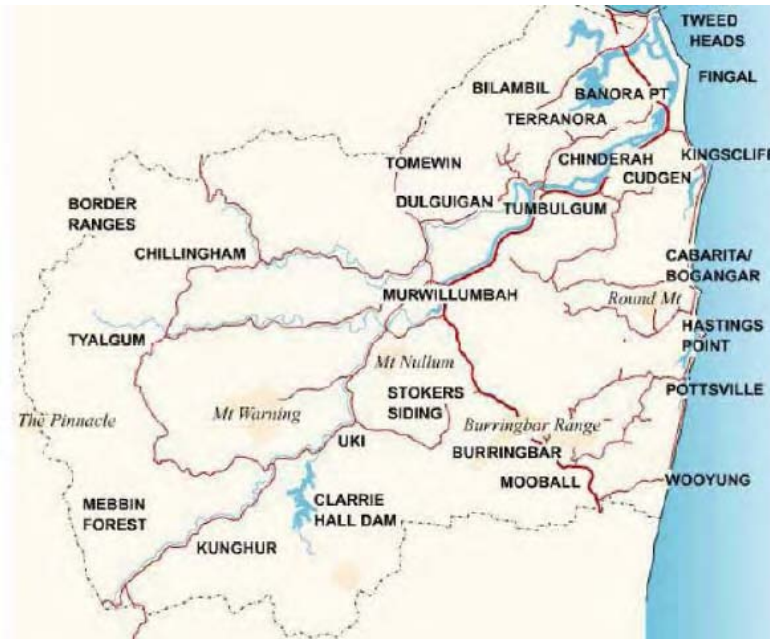 TWEED
HEADS
FINGAL
BILAMBIL
BANORA PT
TERRANORA
TOMEWIN
CHINDERAH
KINGSCLIFF
CUDGEN
DULGUIGAN
TUMBULGUM
BORDER
RANGES
CHILLINGHAM
CABARITA/
BOGANGAR
MURWILLUMBAH
Round Mt
TYALGUM
HASTINGS
POINT
Mt Nullum
STOKERS
SIDING
POTTSVILLE
The Pinnacle
Mt Warning
Burringbar Range
UKI
BURRINGBAR
MOOBALL
WOOYUNG
MEBBIN
FOREST
CLARRIE
HALL DAM
KUNGHUR